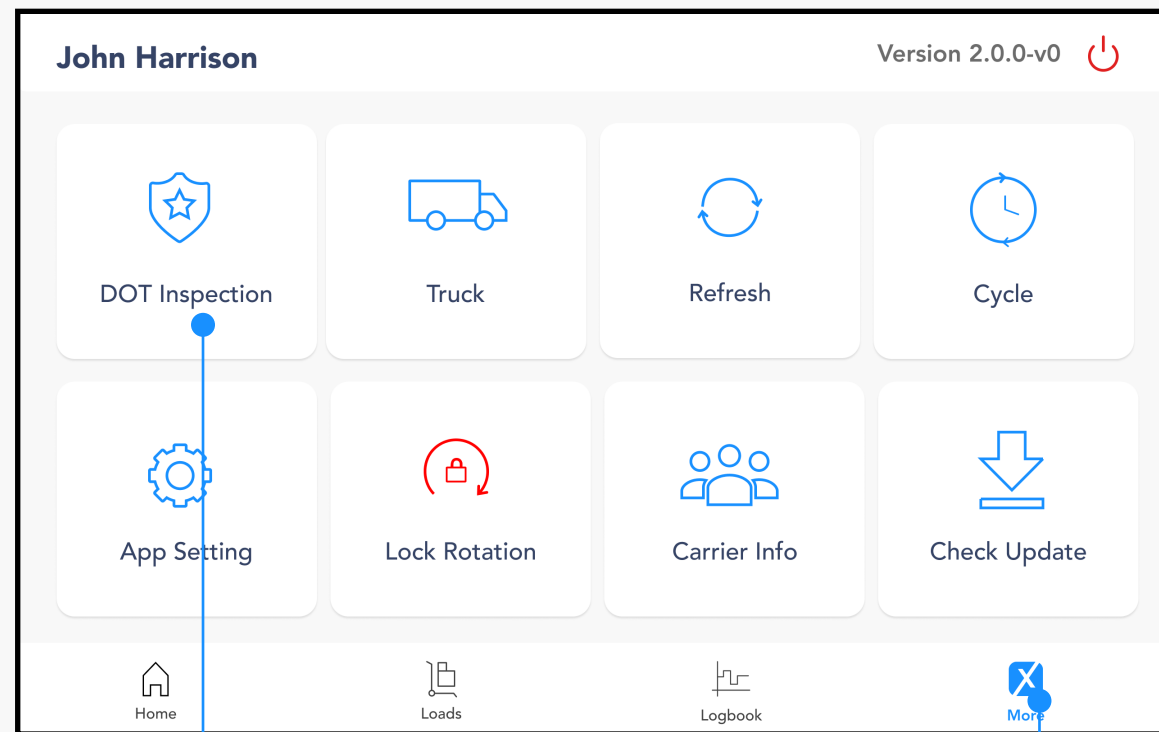 John Harrison
Version 2.0.0-v0
DOT Inspection
Truck
Refresh
Cycle
App Setting
Lock Rotation
Carrier Info
Check Update
Home
Loads
Logbook
More